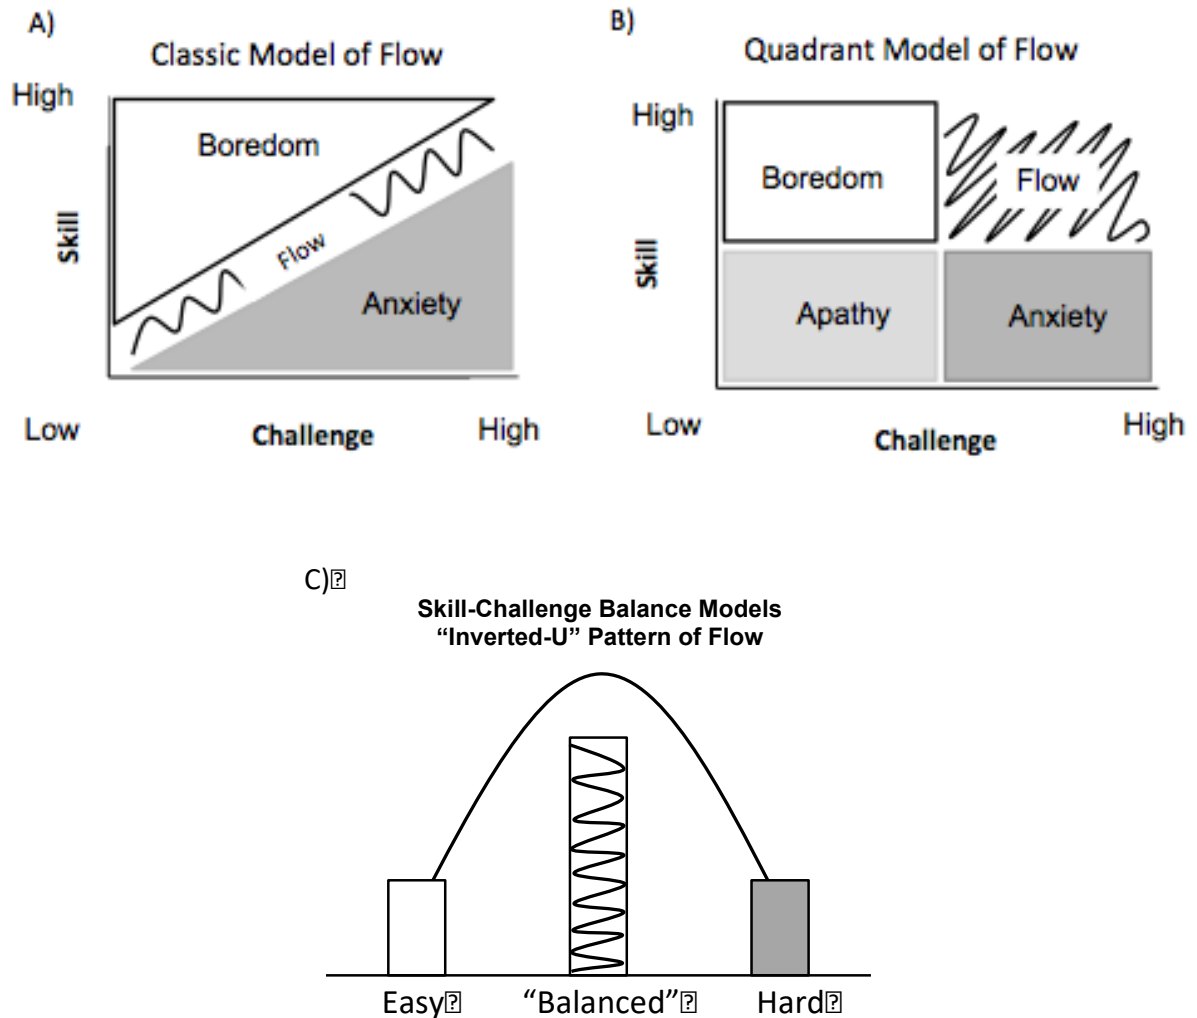 A)
Classic Model of Flow
High
Boredom
Skill
Flow
Anxiety
Low
Challenge
High
B)
Quadrant Model of Flow
High
Boredom
Flow
Skill
Apathy
Anxiety
Low
Challenge
High
C)⍰
Skill-Challenge Balance Models
“Inverted-U” Pattern of Flow
Easy⍰
“Balanced”⍰
Hard⍰